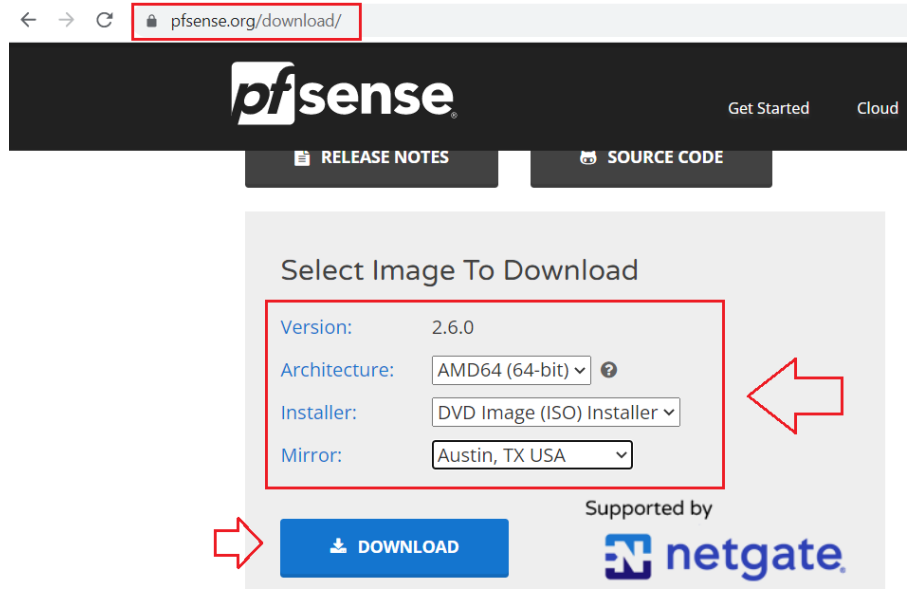 pfsense.org/download/
pfsense®
Get Started
Cloud
RELEASE NOTES
SOURCE CODE
Select Image To Download
Version: 2.6.0
Architecture: AMD64 (64-bit)
Installer: DVD Image (ISO) Installer
Mirror: Austin, TX USA
Supported by
DOWNLOAD
netgate®